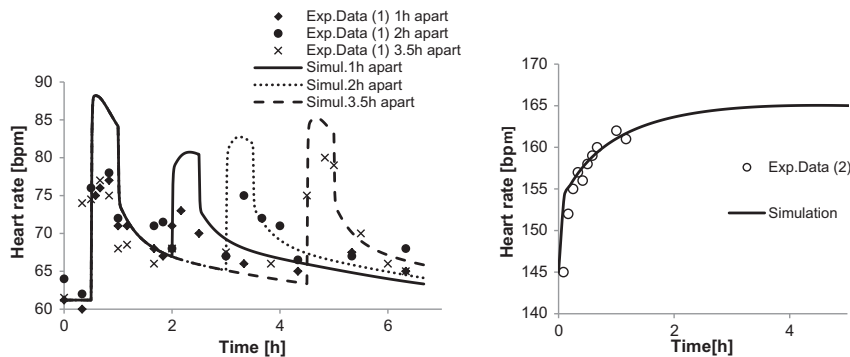 Exp.Data (1) 1h apart
Exp.Data (1) 2h apart
Exp.Data (1) 3.5h apart
Simul.1h apart
Simul.2h apart
Simul.3.5h apart
Heart rate [bpm]
90
85
80
75
70
65
60
0
2
4
6
Time [h]
Heart rate [bpm]
170
165
160
155
150
145
140
0
2
4
Time[h]
Exp.Data (2)
Simulation